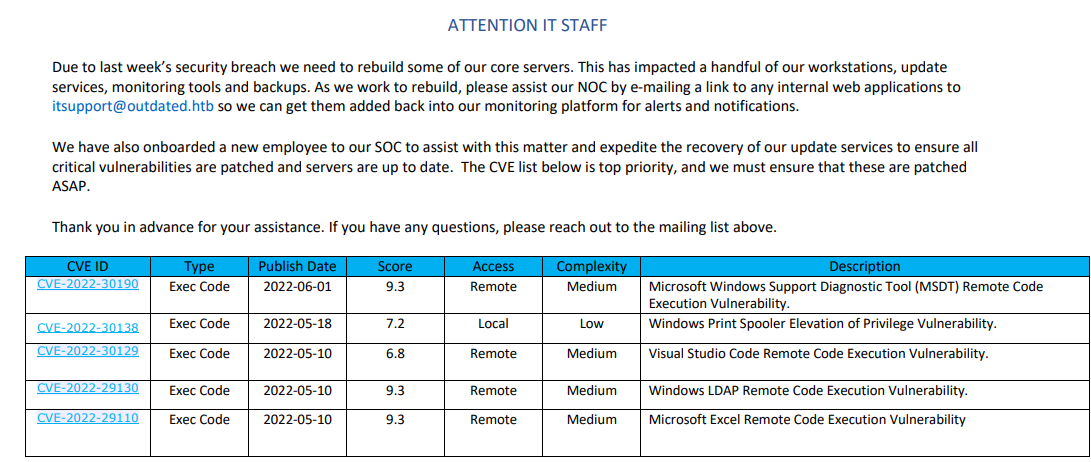 ATTENTION IT STAFF
Due to last week’s security breach we need to rebuild some of our core servers. This has impacted a handful of our workstations, update
services, monitoring tools and backups. As we work to rebuild, please assist our NOC by e-mailing a link to any internal web applications to
itsupport@outdated.htb so we can get them added back into our monitoring platform for alerts and notifications.
We have also onboarded a new employee to our SOC to assist with this matter and expedite the recovery of our update services to ensure all
critical vulnerabilities are patched and servers are up to date.  The CVE list below is top priority, and we must ensure that these are patched
ASAP.
Thank you in advance for your assistance. If you have any questions, please reach out to the mailing list above.
CVE ID Type Publish Date Score Access Complexity Description
CVE-2022-30190 Exec Code 2022-06-01 9.3 Remote Medium Microsoft Windows Support Diagnostic Tool (MSDT) Remote Code
Execution Vulnerability.
CVE-2022-30138 Exec Code 2022-05-18 7.2 Local Low Windows Print Spooler Elevation of Privilege Vulnerability.
CVE-2022-30129 Exec Code 2022-05-10 6.8 Remote Medium Visual Studio Code Remote Code Execution Vulnerability.
CVE-2022-29130 Exec Code 2022-05-10 9.3 Remote Medium Windows LDAP Remote Code Execution Vulnerability.
CVE-2022-29110 Exec Code 2022-05-10 9.3 Remote Medium Microsoft Excel Remote Code Execution Vulnerability